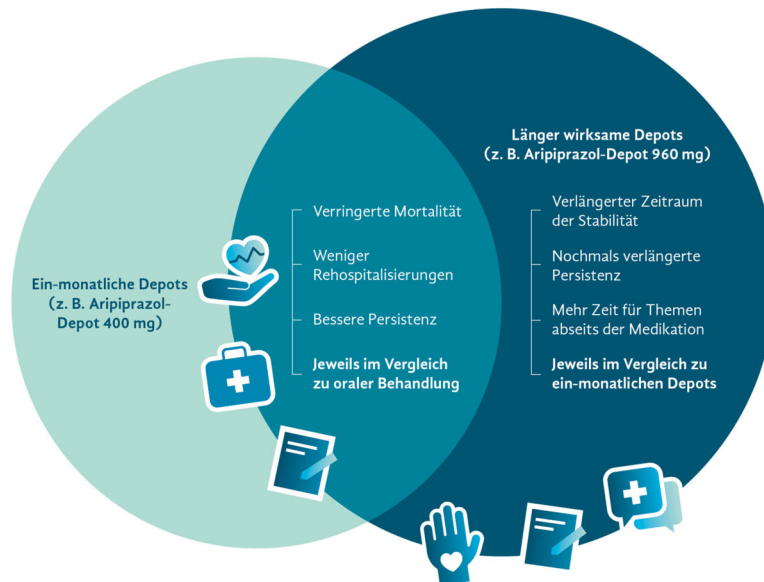 Ein-monatliche Depots
(z. B. Aripiprazol-
Depot 400 mg)
Verringerte Mortalität
Weniger
Rehospitalisierungen
Bessere Persistenz
Jeweils im Vergleich
zu oraler Behandlung
Länger wirksame Depots
(z. B. Aripiprazol-Depot 960 mg)
Verlängerter Zeitraum
der Stabilität
Nochmals verlängerte
Persistenz
Mehr Zeit für Themen
abseits der Medikation
Jeweils im Vergleich zu
ein-monatlichen Depots